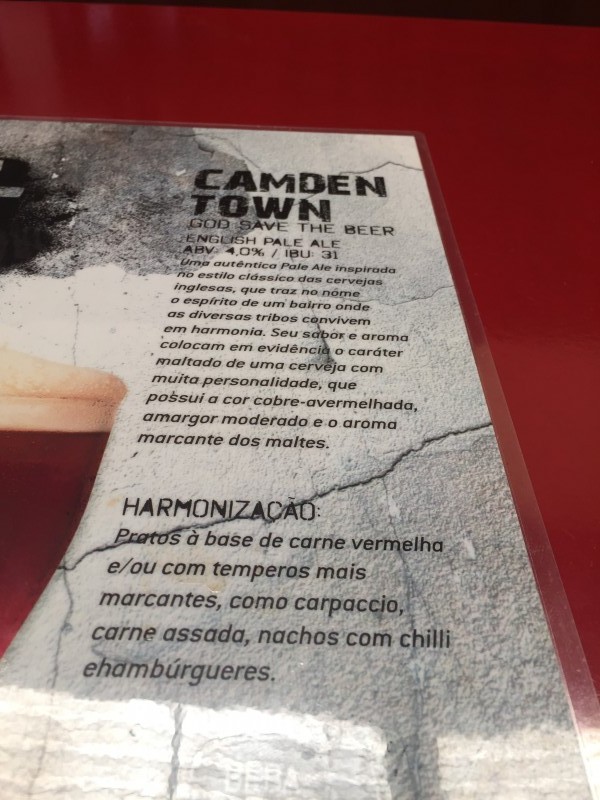 CAMDEN
TOWN
GOD SAVE THE BEER
ENGLISH PALE ALE
ABV: 4,0% / IBU: 31
Uma autêntica Pale Ale inspirada
no estilo clássico das cervejas
inglesas, que traz no nome
o espírito de um bairro onde
as diversas tribos convivem
em harmonia. Seu sabor e aroma
colocam em evidência o caráter
maltado de uma cerveja com
muita personalidade, que
possui a cor cobre-avermelhada,
amargor moderado e o aroma
marcante dos maltes.
HARMONIZAÇÃO:
Pratos à base de carne vermelha
e/ou com temperos mais
marcantes, como carpaccio,
carne assada, nachos com chilli
ehambúrgueres.
BEBA